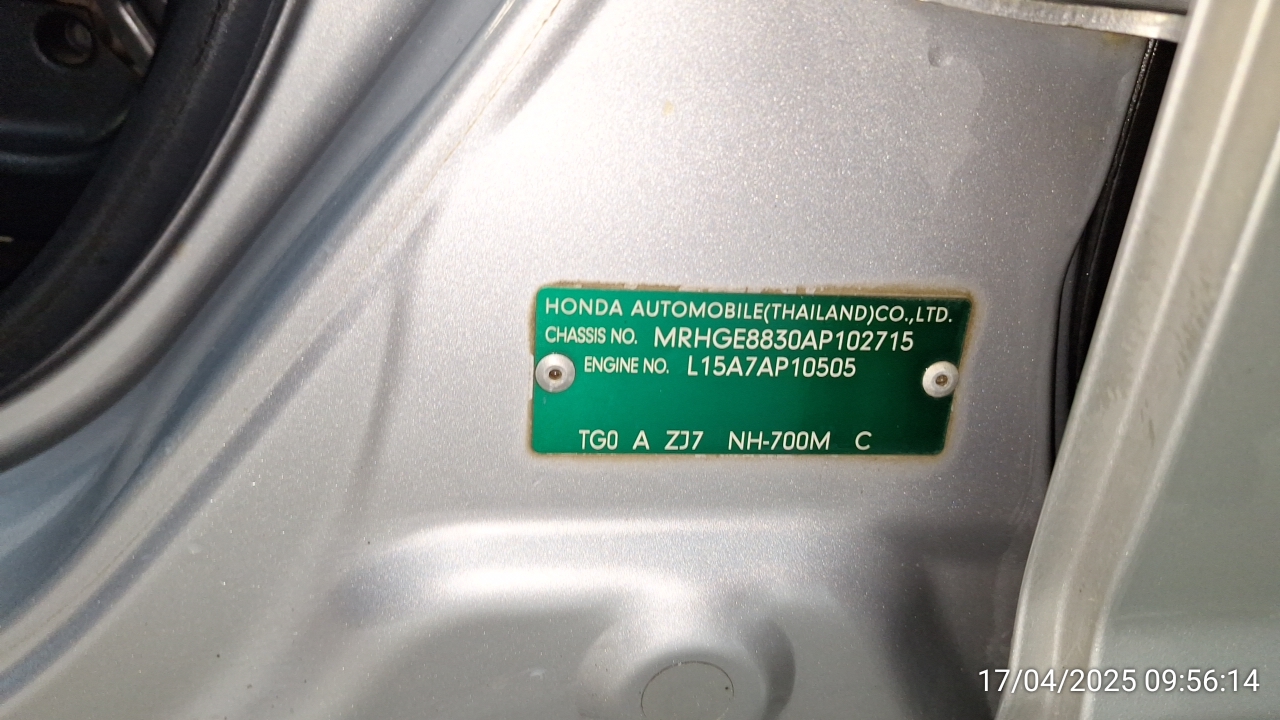 HONDA AUTOMOBILE(THAILAND)CO.,LTD.
CHASSIS NO. MRHGE8830AP102715
ENGINE NO. L15A7AP10505
TG0 A ZJ7 NH-700M C
17/04/2025 09:56:14